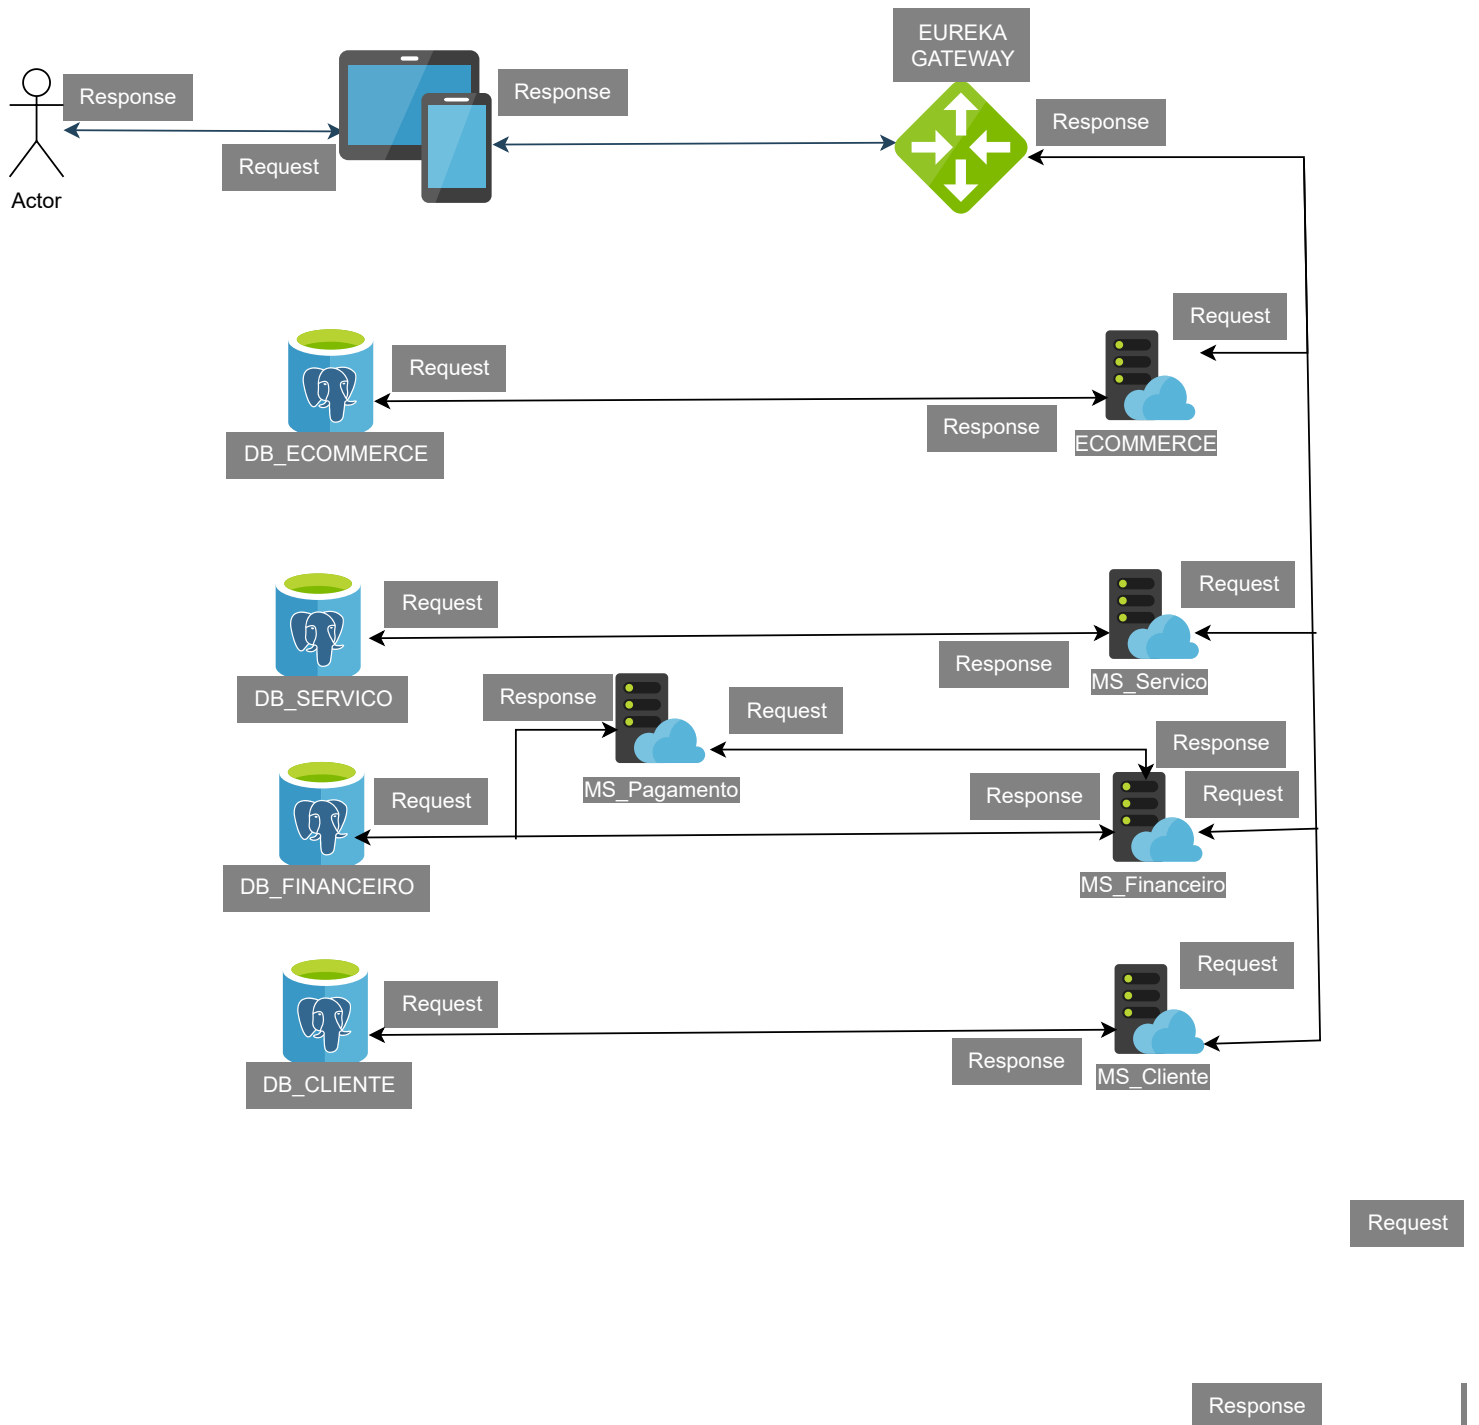 EUREKA
GATEWAY
Response
Response
Response
Request
Actor
Request
Request
Response
ECOMMERCE
DB_ECOMMERCE
Request
Request
Response
MS_Servico
DB_SERVICO
Response
Request
Response
MS_Pagamento
Request
Response
Request
MS_Financeiro
DB_FINANCEIRO
Request
Request
Response
MS_Cliente
DB_CLIENTE
Request
Response